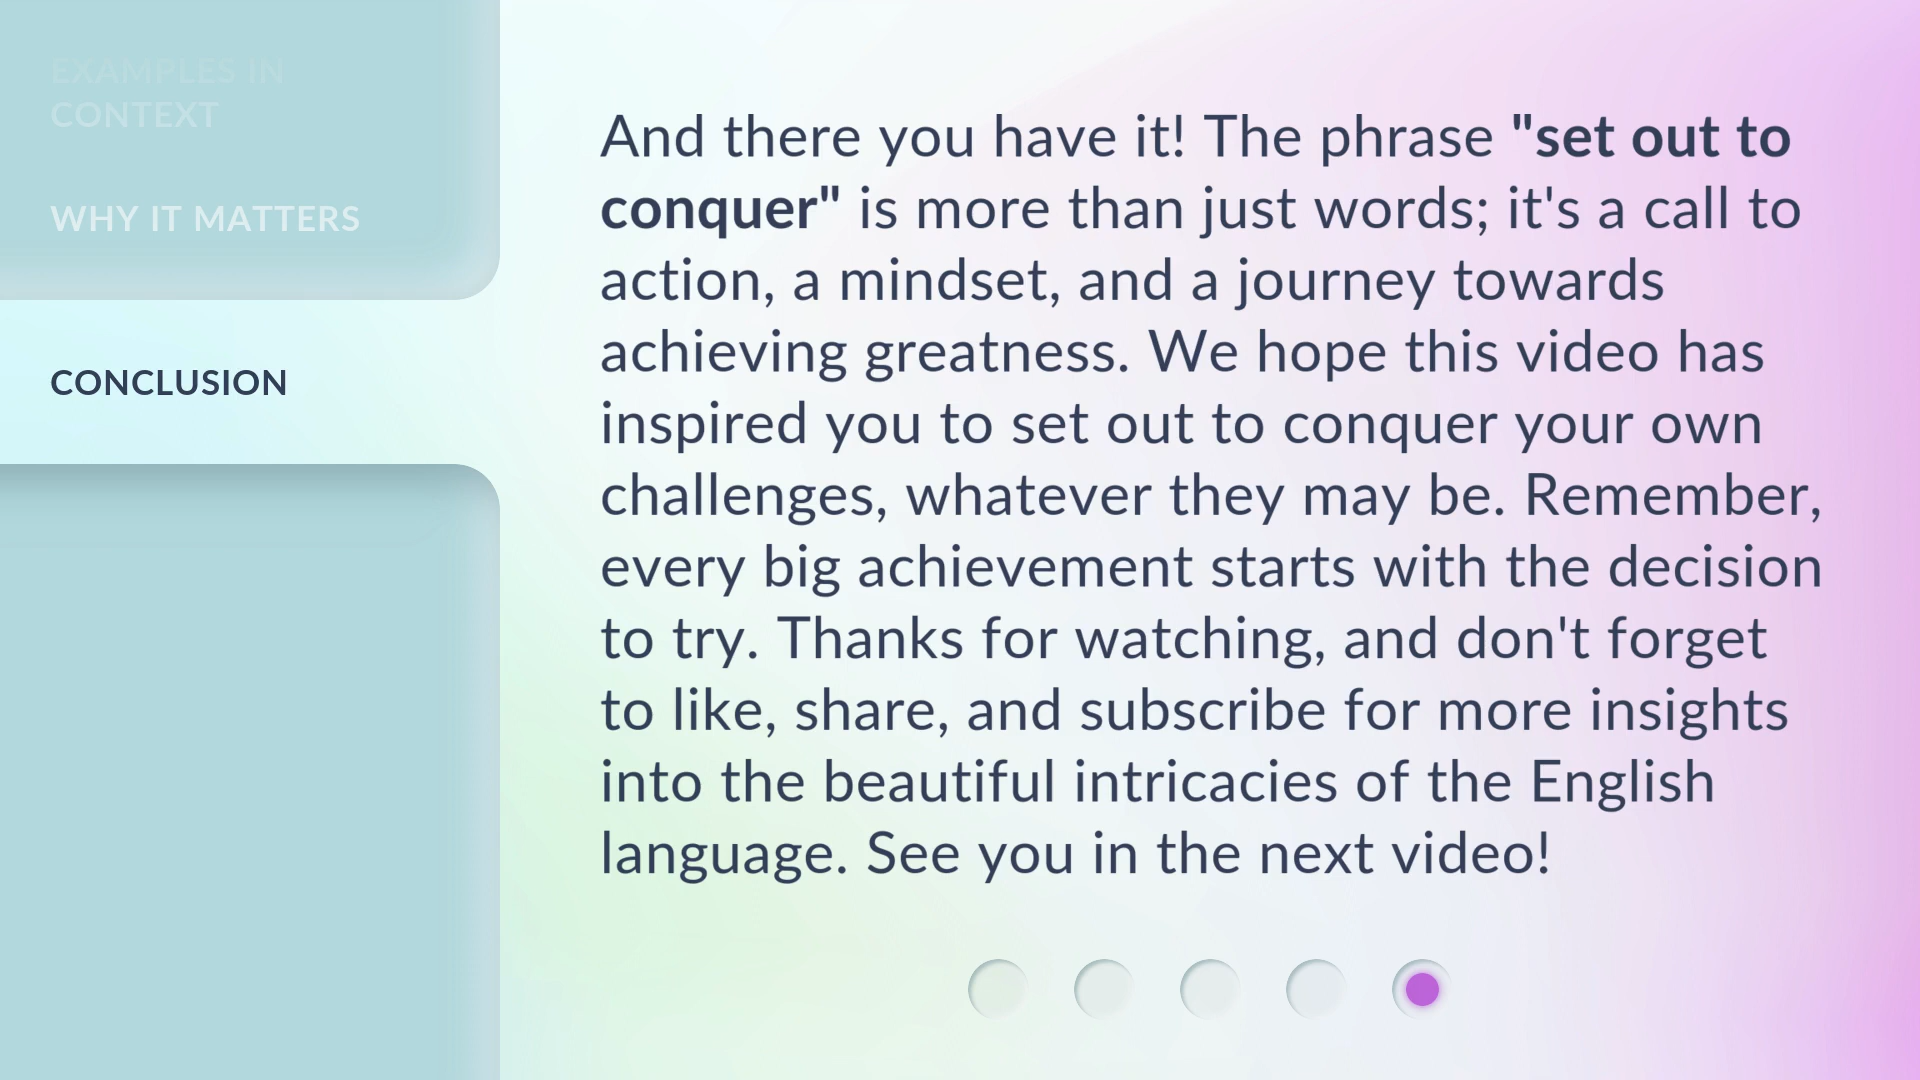 EXAMPLES IN
CONTEXT
WHY IT MATTERS
CONCLUSION
And there you have it! The phrase "set out to
conquer" is more than just words; it's a call to
action, a mindset, and a journey towards
achieving greatness. We hope this video has
inspired you to set out to conquer your own
challenges, whatever they may be. Remember,
every big achievement starts with the decision
to try. Thanks for watching, and don't forget
to like, share, and subscribe for more insights
into the beautiful intricacies of the English
language. See you in the next video!